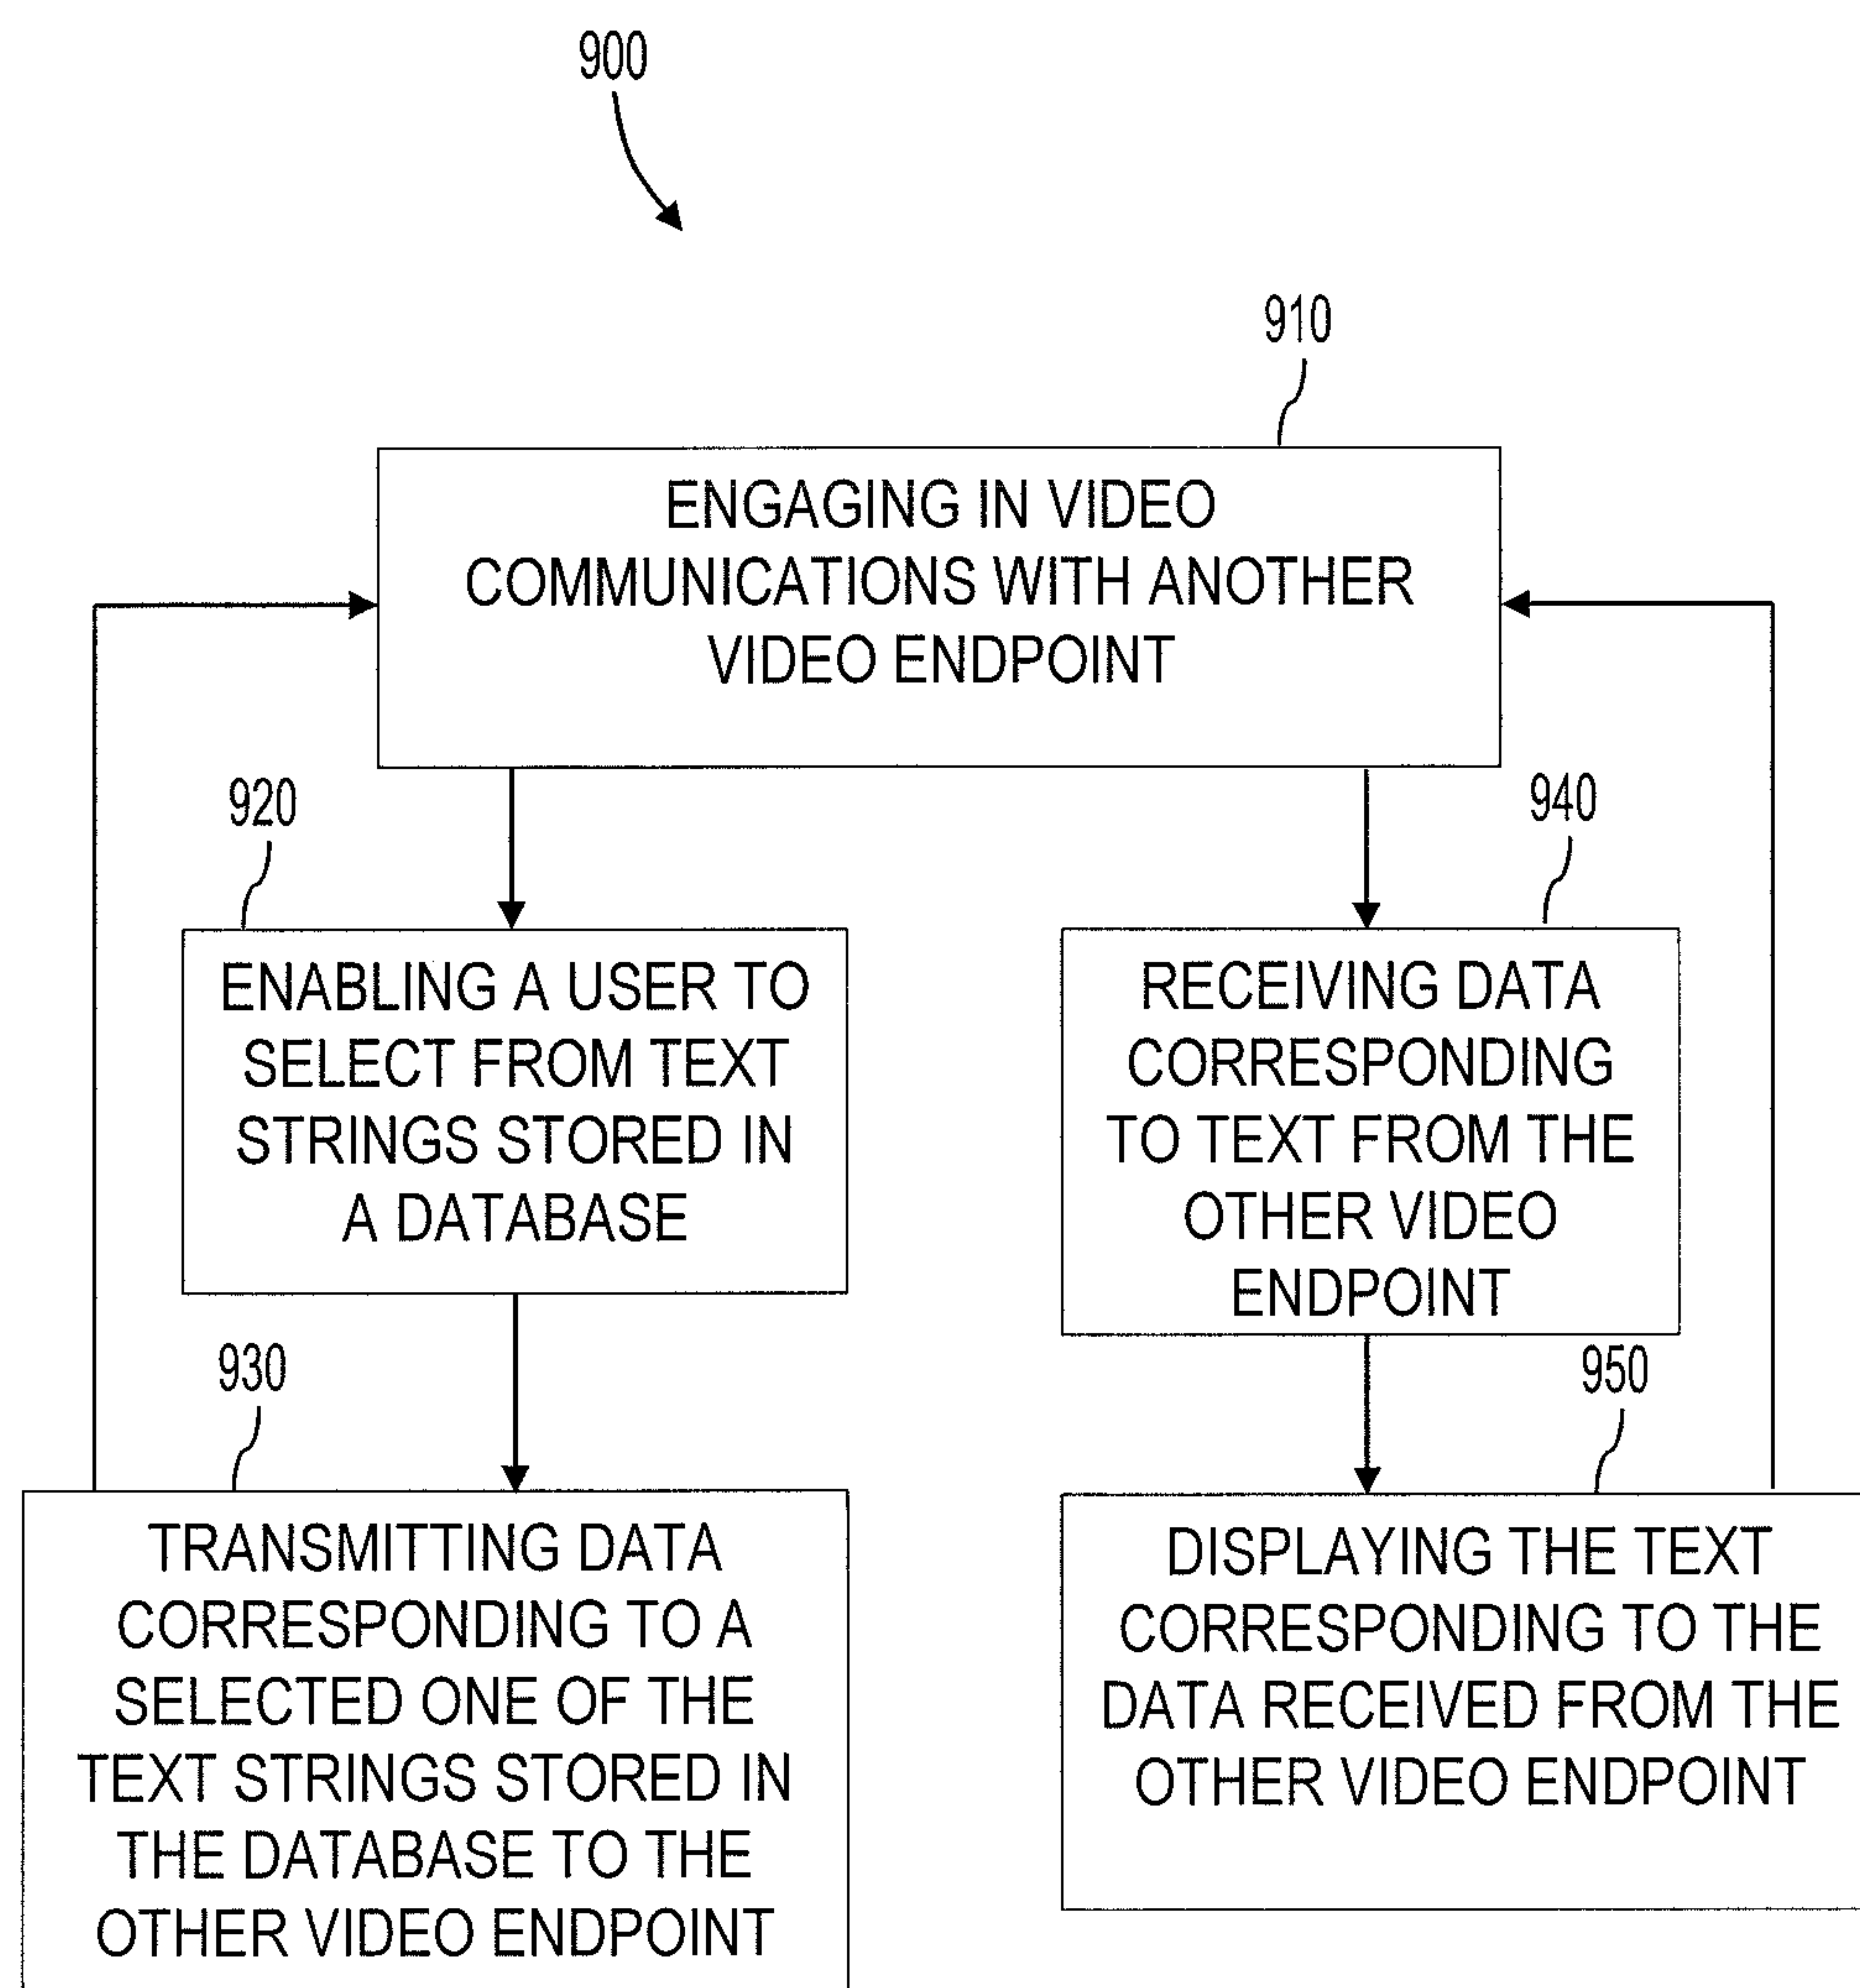 900
910
ENGAGING IN VIDEO
COMMUNICATIONS WITH ANOTHER
VIDEO ENDPOINT
920
ENABLING A USER TO
SELECT FROM TEXT
STRINGS STORED IN
A DATABASE
940
RECEIVING DATA
CORRESPONDING
TO TEXT FROM THE
OTHER VIDEO
ENDPOINT
930
TRANSMITTING DATA
CORRESPONDING TO A
SELECTED ONE OF THE
TEXT STRINGS STORED IN
THE DATABASE TO THE
OTHER VIDEO ENDPOINT
950
DISPLAYING THE TEXT
CORRESPONDING TO THE
DATA RECEIVED FROM THE
OTHER VIDEO ENDPOINT